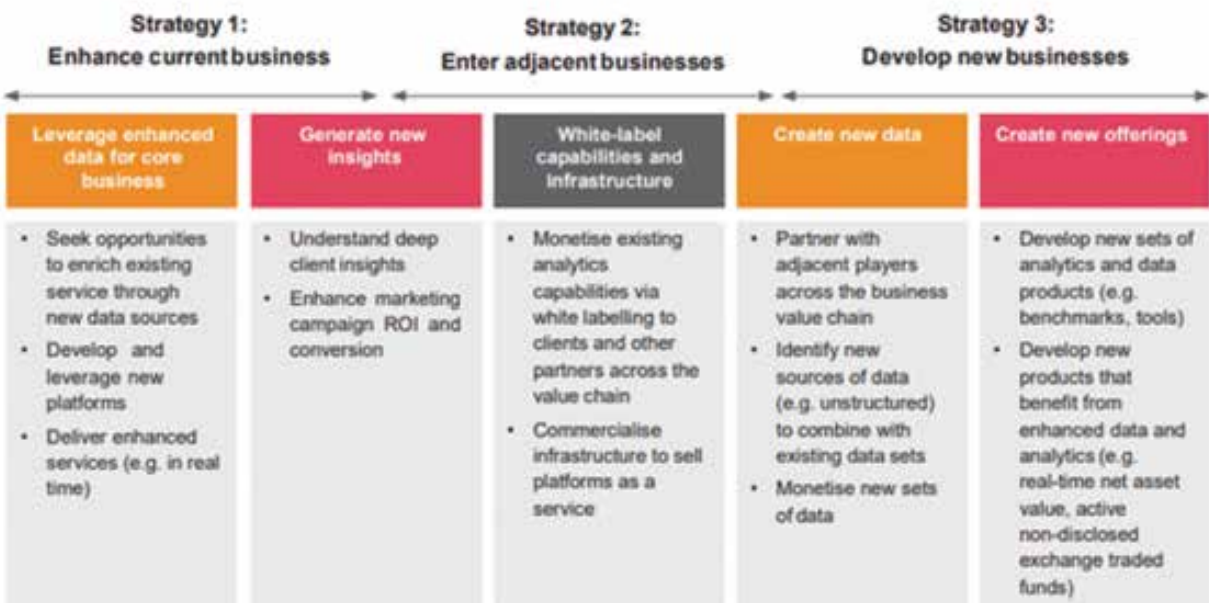 Strategy 1:
Enhance current business
Strategy 2:
Enter adjacent businesses
Strategy 3:
Develop new businesses
Leverage enhanced
data for core
business
• Seek opportunities
to enrich existing
service through
new data sources
• Develop and
leverage new
platforms
• Deliver enhanced
services (e.g. in real
time)
Generate new
insights
• Understand deep
client insights
• Enhance marketing
campaign ROI and
conversion
White-label
capabilities and
infrastructure
• Monetise existing
analytics
capabilities via
white labelling to
clients and other
partners across the
value chain
• Commercialise
infrastructure to sell
platforms as a
service
Create new data
• Partner with
adjacent players
across the business
value chain
• Identify new
sources of data
(e.g. unstructured)
to combine with
existing data sets
• Monetise new sets
of data
Create new offerings
• Develop new sets of
analytics and data
products (e.g.
benchmarks, tools)
• Develop new
products that
benefit from
enhanced data and
analytics (e.g.
real-time net asset
value, active
non-disclosed
exchange traded
funds)